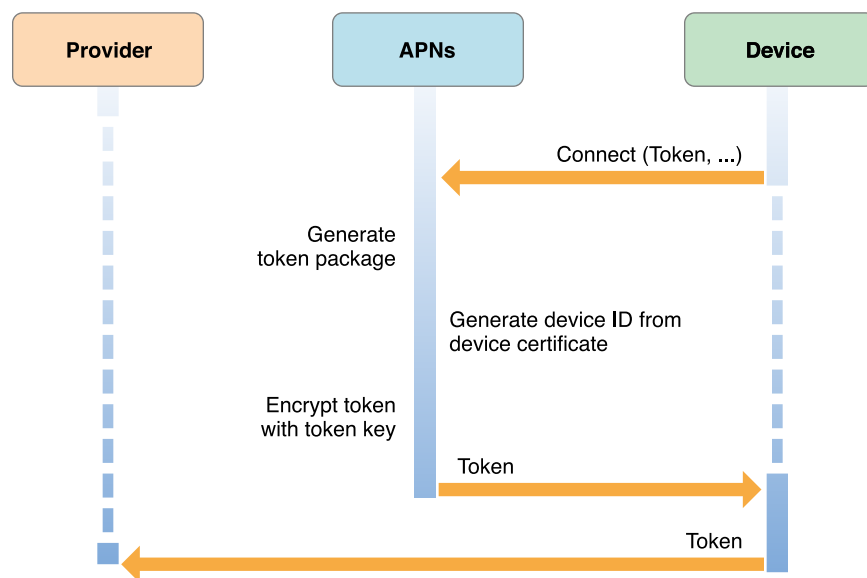 Provider
APNs
Device
Connect (Token, ...)
Generate
token package
Generate device ID from
device certificate
Encrypt token
with token key
Token
Token